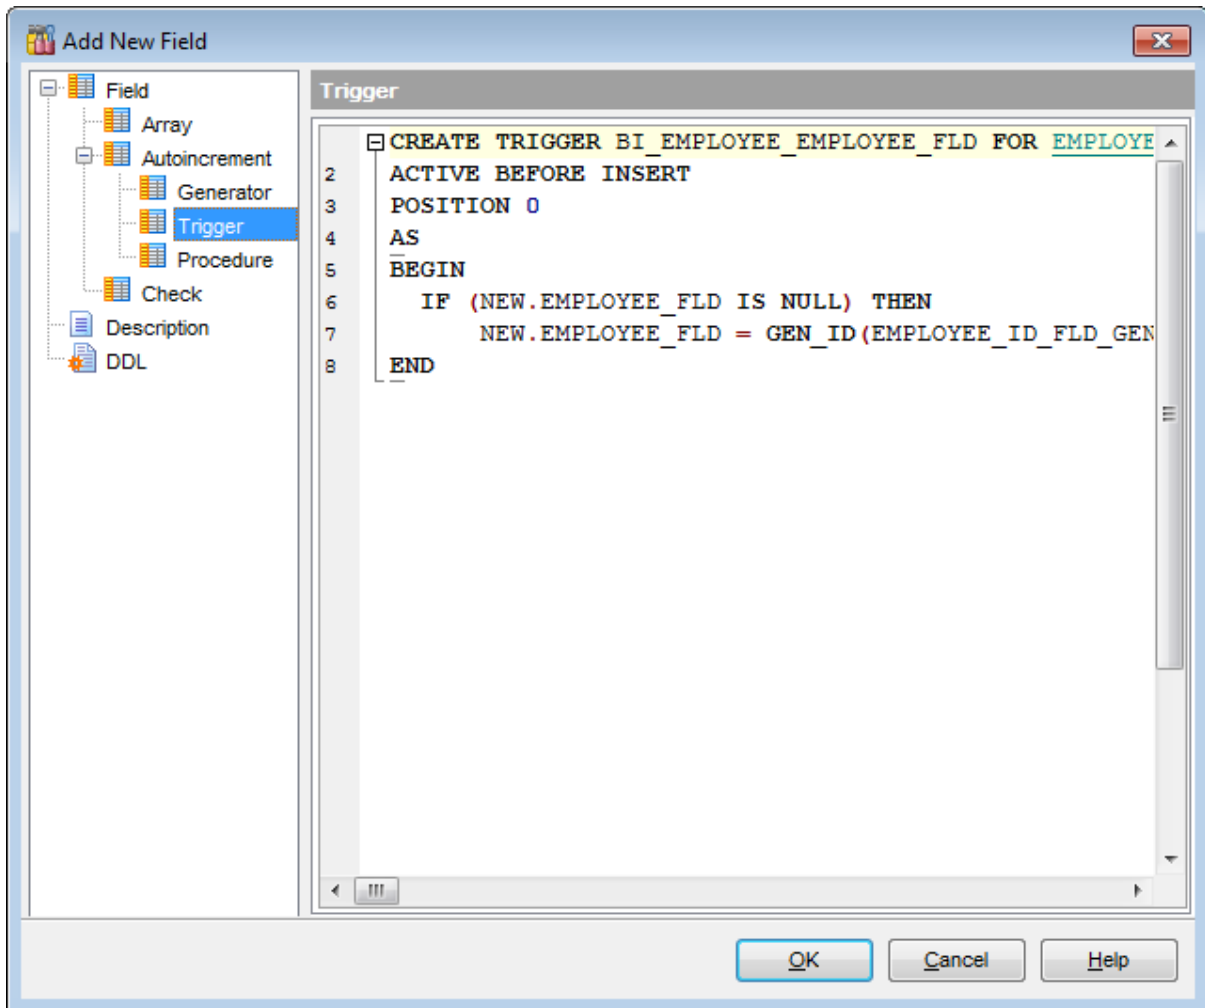 Add New Field
Field
Array
Autoincrement
Generator
Trigger
Procedure
Check
Description
DDL
Trigger
CREATE TRIGGER BI_EMPLOYEE_EMPLOYEE_FLD FOR EMPLOYE
2 ACTIVE BEFORE INSERT
3 POSITION 0
4 AS
5 BEGIN
6 IF (NEW.EMPLOYEE_FLD IS NULL) THEN
7 NEW.EMPLOYEE_FLD = GEN_ID(EMPLOYEE_ID_FLD_GEN
8 END
OK Cancel Help